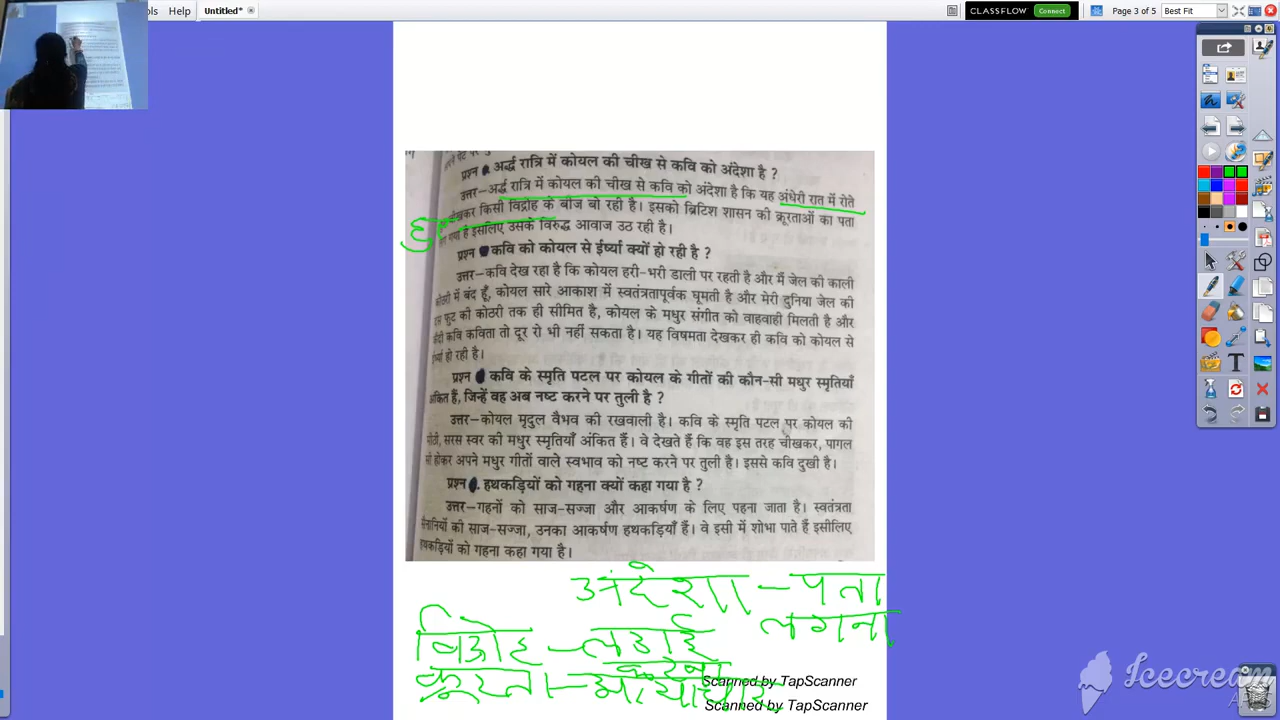 ols Help Untitled*
CLASSFLOW Connect Page 3 of 5 Best Fit
प्रश्न अर्द्ध रात्रि में कोयल की चीख से कवि को अंदेशा है ?
उत्तर–अर्द्ध रात्रि में कोयल की चीख से कवि को अंदेशा है कि यह अंधेरी रात में रोते
हु चीखकर किसी विद्रोह के बीज बो रही है। इसको ब्रिटिश शासन की क्रूरताओं का पता
गया है इसलिए उसके विरुद्ध आवाज उठ रही है।
प्रश्न कवि को कोयल से ईर्ष्या क्यों हो रही है ?
उत्तर–कवि देख रहा है कि कोयल हरी-भरी डाली पर रहती है और मैं जेल की काली
कोठरी में बंद हूँ, कोयल सारे आकाश में स्वतंत्रतापूर्वक घूमती है और मेरी दुनिया जेल की
फुट की कोठरी तक ही सीमित है, कोयल के मधुर संगीत को वाहवाही मिलती है और
कवि कविता तो दूर रो भी नहीं सकता है। यह विषमता देखकर ही कवि को कोयल से
हो रही है।
प्रश्न कवि के स्मृति पटल पर कोयल के गीतों की कौन-सी मधुर स्मृतियाँ
अंकित हैं, जिन्हें वह अब नष्ट करने पर तुली है ?
उत्तर–कोयल मृदुल वैभव की रखवाली है। कवि के स्मृति पटल पर कोयल की
मीठी, सरस स्वर की मधुर स्मृतियाँ अंकित हैं। वे देखते हैं कि वह इस तरह चीखकर, पागल
सी होकर अपने मधुर गीतों वाले स्वभाव को नष्ट करने पर तुली है। इससे कवि दुखी है।
प्रश्न . हथकड़ियों को गहना क्यों कहा गया है ?
उत्तर–गहनों को साज-सज्जा और आकर्षण के लिए पहना जाता है। स्वतंत्रता
सेनानियों की साज-सज्जा, उनका आकर्षण हथकड़ियाँ हैं। वे इसी में शोभा पाते हैं इसीलिए
हथकड़ियों को गहना कहा गया है।
अंदेशा – पता
लगना
विद्रोह – लडाई
करना
क्रूरता – अत्याचार
Scanned by TapScanner
Scanned by TapScanner
Icecream
APPS